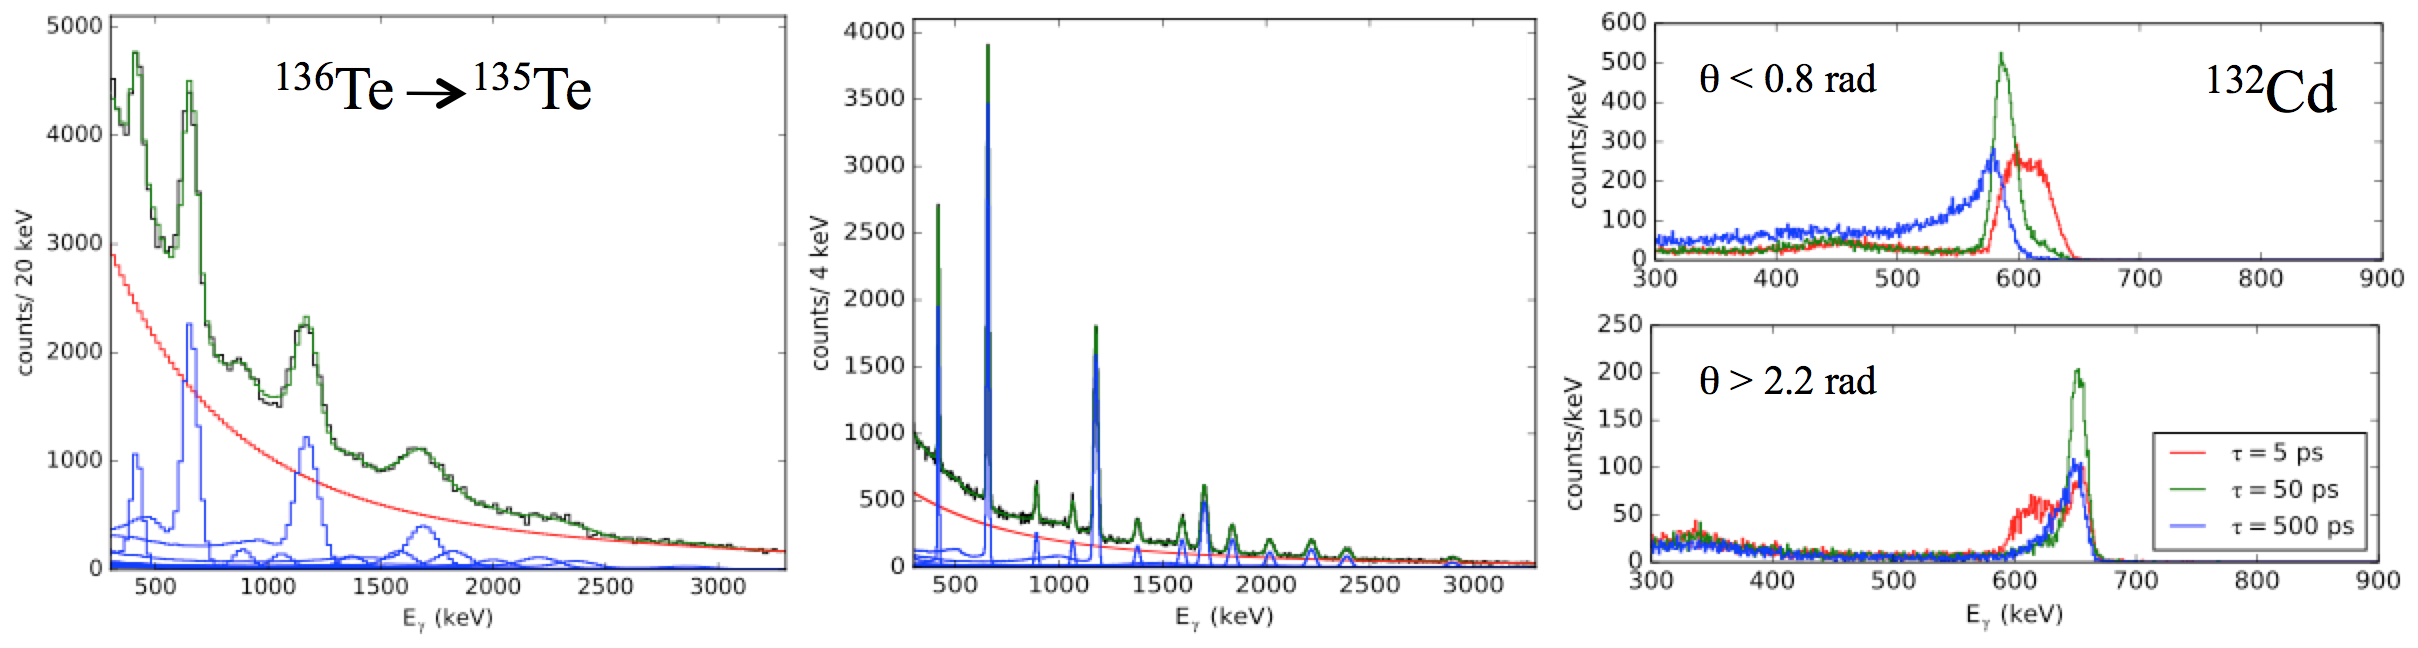 5000
4000
3000
2000
1000
0
500 1000 1500 2000 2500 3000
counts/ 20 keV
Eγ (keV)
¹³⁶Te → ¹³⁵Te
4000
3500
3000
2500
2000
1500
1000
500
0
500 1000 1500 2000 2500 3000
counts/ 4 keV
Eγ (keV)
600
500
400
300
200
100
0
300 400 500 600 700 800 900
counts/keV
θ < 0.8 rad
¹³²Cd
250
200
150
100
50
0
300 400 500 600 700 800 900
counts/keV
Eγ (keV)
θ > 2.2 rad
τ = 5 ps
τ = 50 ps
τ = 500 ps